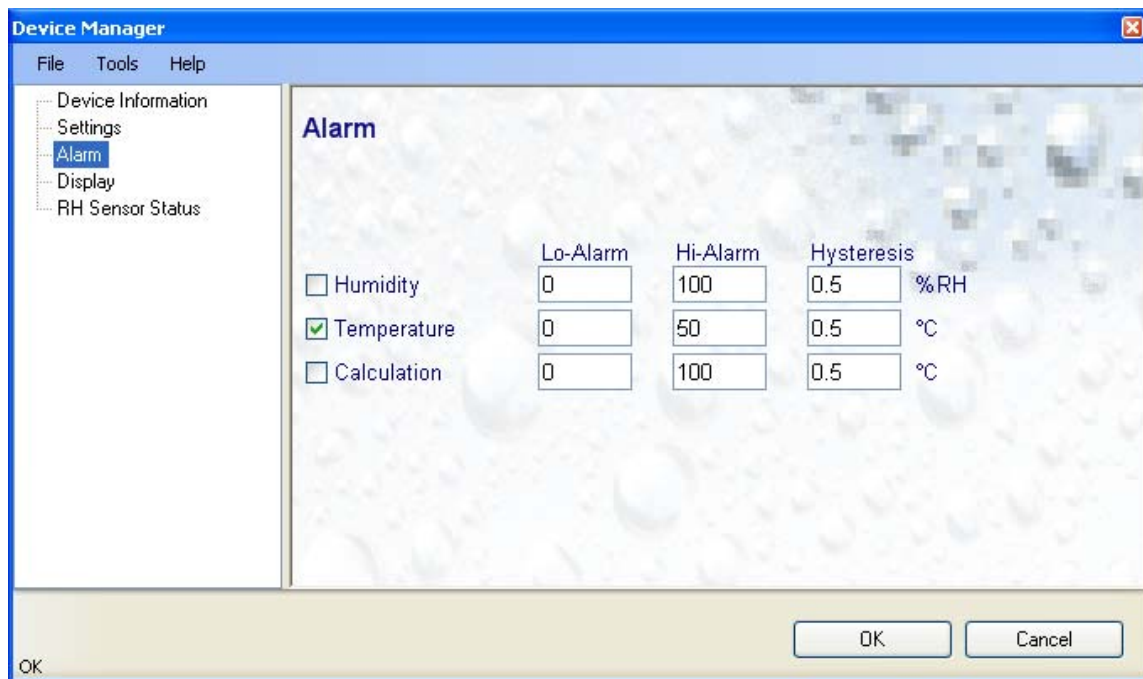 Device Manager
File Tools Help
Device Information
Settings
Alarm
Display
RH Sensor Status
Alarm
Lo-Alarm Hi-Alarm Hysteresis
Humidity 0 100 0.5 %RH
Temperature 0 50 0.5 °C
Calculation 0 100 0.5 °C
OK Cancel
OK